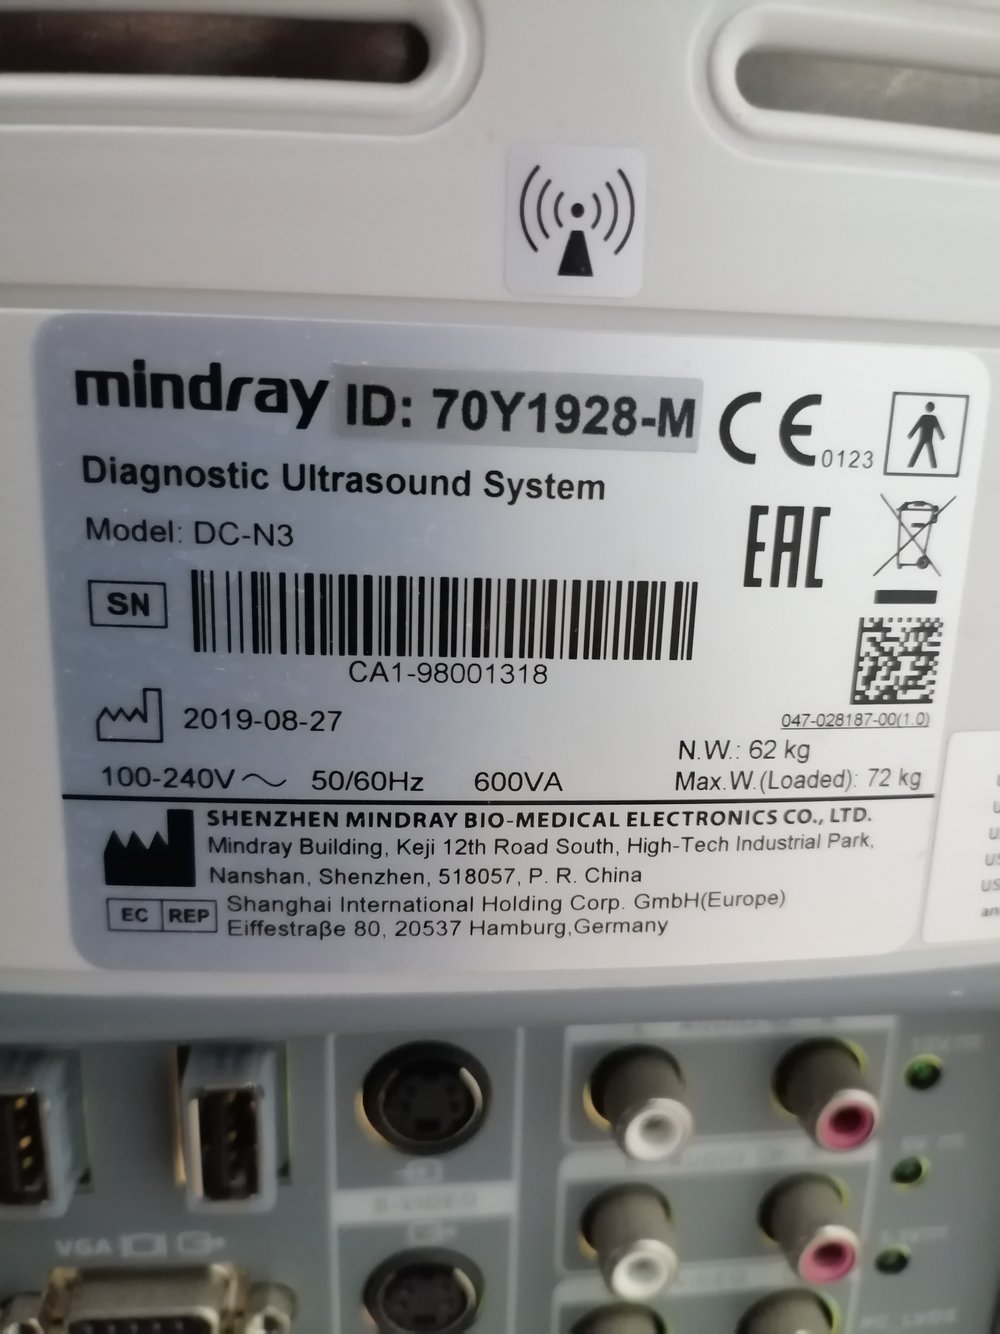 mindray ID: 70Y1928-M
CE 0123
Diagnostic Ultrasound System
Model: DC-N3
EAC
SN
CA1-98001318
2019-08-27
047-028187-00(1.0)
N.W.: 62 kg
100-240V~ 50/60Hz 600VA
Max.W.(Loaded): 72 kg
SHENZHEN MINDRAY BIO-MEDICAL ELECTRONICS CO., LTD.
Mindray Building, Keji 12th Road South, High-Tech Industrial Park,
Nanshan, Shenzhen, 518057, P. R. China
EC REP
Shanghai International Holding Corp. GmbH(Europe)
Eiffestraße 80, 20537 Hamburg,Germany
S-VIDEO
VGA